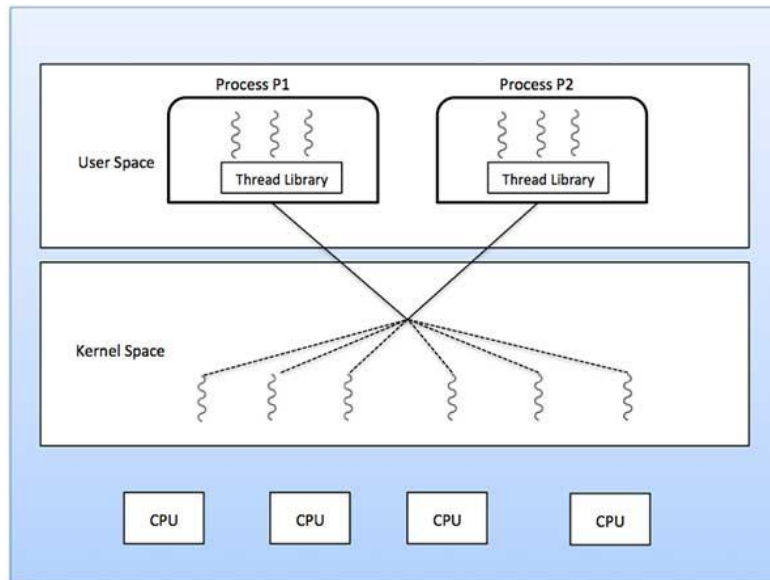 Process P1
Process P2
User Space
Thread Library
Thread Library
Kernel Space
CPU
CPU
CPU
CPU